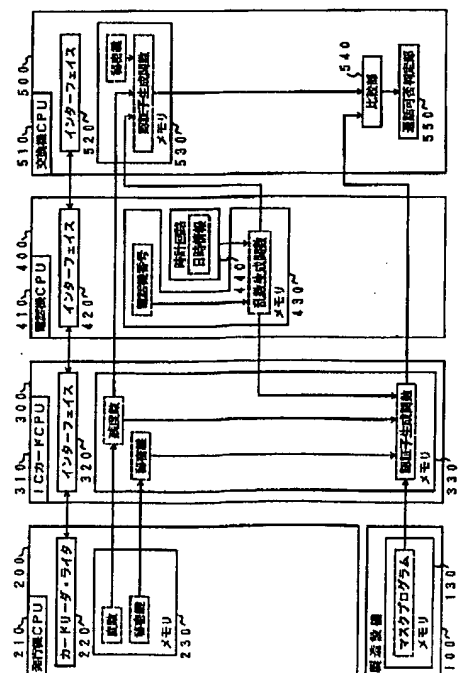 100
製造設備
マスクプログラム
メモリ
130
200
210
発行機CPU
カードリーダ・ライタ
220
度数
秘密鍵
メモリ
230
300
310
ICカードCPU
インターフェイス
320
秘密鍵
認証子生成関数
メモリ
330
400
410
電話機CPU
インターフェイス
420
電話機番号
時計回路
日時情報
440
乱数生成関数
メモリ
430
500
510
交換機CPU
インターフェイス
520
秘密鍵
認証子生成関数
メモリ
530
比較部
540
通話可否判定部
550